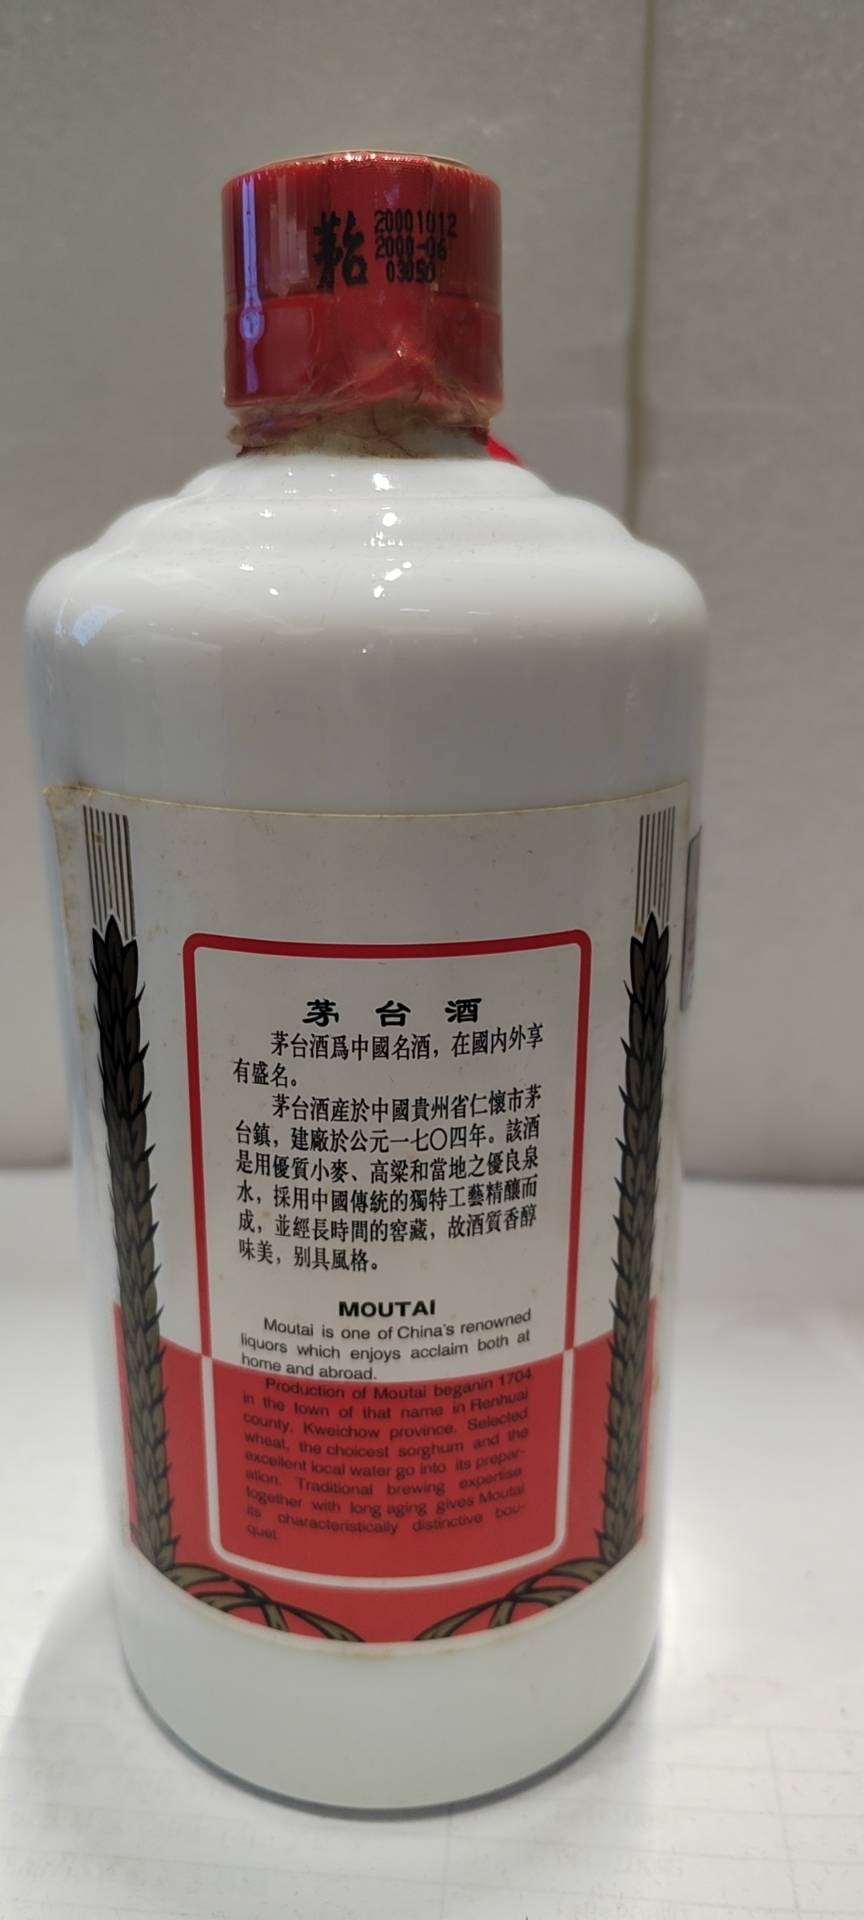 茅台
20001012
2000-06
03050
茅台酒
茅台酒爲中國名酒，在國内外享
有盛名。
茅台酒産於中國貴州省仁懷市茅
台鎮，建廠於公元一七〇四年。該酒
是用優質小麥、高粱和當地之優良泉
水，採用中國傳統的獨特工藝精釀而
成，並經長時間的窖藏，故酒質香醇
味美，别具風格。
MOUTAI
Moutai is one of China's renowned
liquors which enjoys acclaim both at
home and abroad.
Production of Moutai beganin 1704
in the town of that name in Renhuai
county, Kweichow province. Selected
wheat, the choicest sorghum and the
excellent local water go into its prepar-
ation. Traditional brewing expertise
together with long aging gives Moutai
its characteristically distinctive bou-
quet.